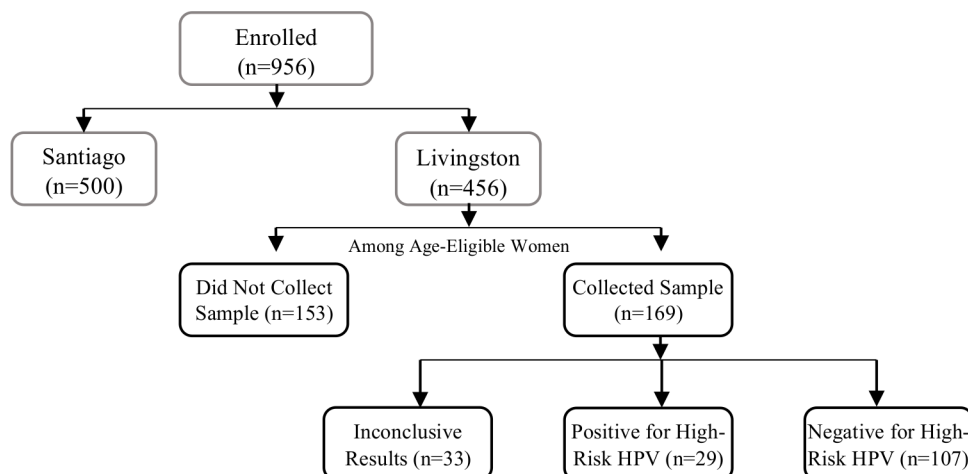 Enrolled
(n=956)
Santiago
(n=500)
Livingston
(n=456)
Among Age-Eligible Women
Did Not Collect
Sample (n=153)
Collected Sample
(n=169)
Inconclusive
Results (n=33)
Positive for High-
Risk HPV (n=29)
Negative for High-
Risk HPV (n=107)